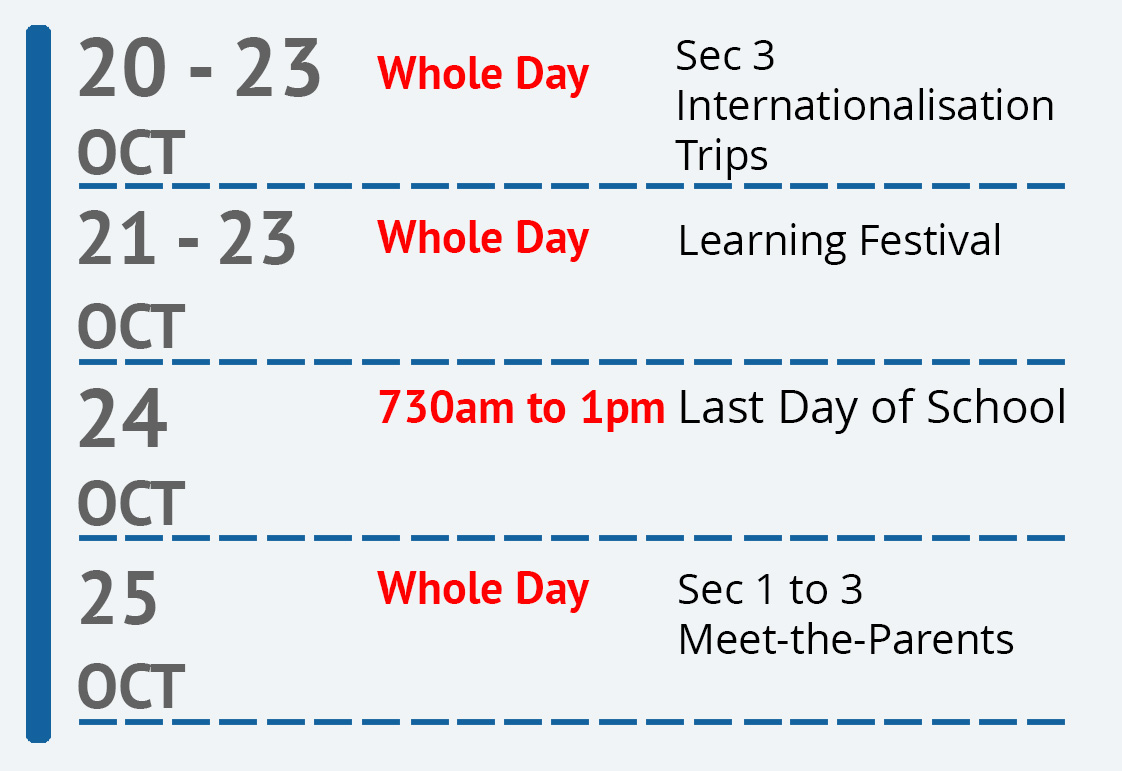 20 - 23 OCT
Whole Day
Sec 3
Internationalisation
Trips
21 - 23
OCT
Whole Day
Learning Festival
24
OCT
730am to 1pm
Last Day of School
25
OCT
Whole Day
Sec 1 to 3
Meet-the-Parents